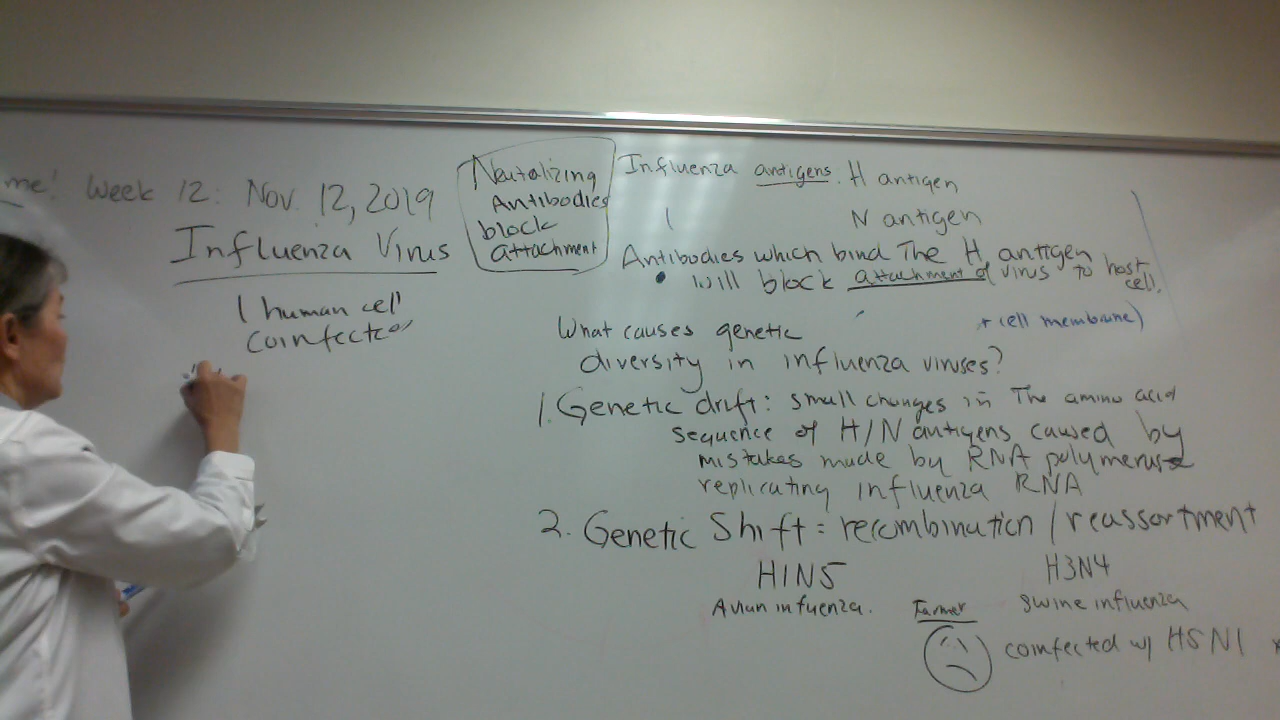 me! Week 12: Nov. 12, 2019
Influenza Virus
1 human cell
coinfected
Neutralizing
Antibodies
block
attachment
Influenza antigens. H antigen
N antigen
Antibodies which bind The H antigen
• will block attachment of virus to host
cell.
+ cell membrane)
What causes genetic
diversity in influenza viruses?
1. Genetic drift: small changes in The amino acid
sequence of H/N antigens caused by
mistakes made by RNA polymerase
replicating influenza RNA
2. Genetic Shift = recombination / reassortment
H1N5
H3N4
Avian infuenza.
Farmer
swine influenza
coinfected w/ H5N1